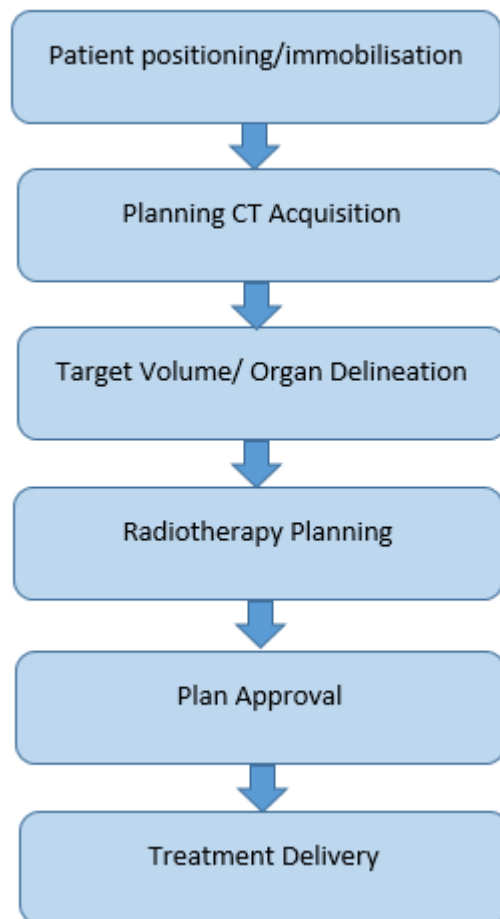 Patient positioning/immobilisation
Planning CT Acquisition
Target Volume/ Organ Delineation
Radiotherapy Planning
Plan Approval
Treatment Delivery